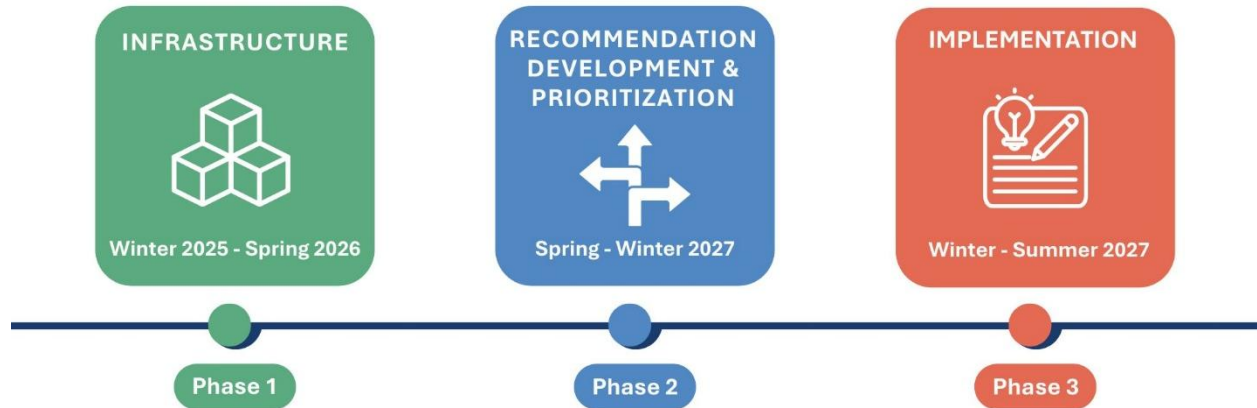 INFRASTRUCTURE
Winter 2025 - Spring 2026
RECOMMENDATION
DEVELOPMENT &
PRIORITIZATION
Spring - Winter 2027
IMPLEMENTATION
Winter - Summer 2027
Phase 1
Phase 2
Phase 3